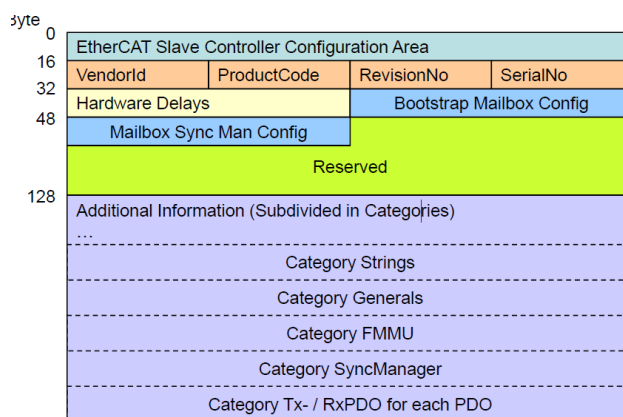 Byte
0
EtherCAT Slave Controller Configuration Area
16
VendorId ProductCode RevisionNo SerialNo
32
Hardware Delays Bootstrap Mailbox Config
48
Mailbox Sync Man Config
Reserved
128
Additional Information (Subdivided in Categories)
...
Category Strings
Category Generals
Category FMMU
Category SyncManager
Category Tx- / RxPDO for each PDO